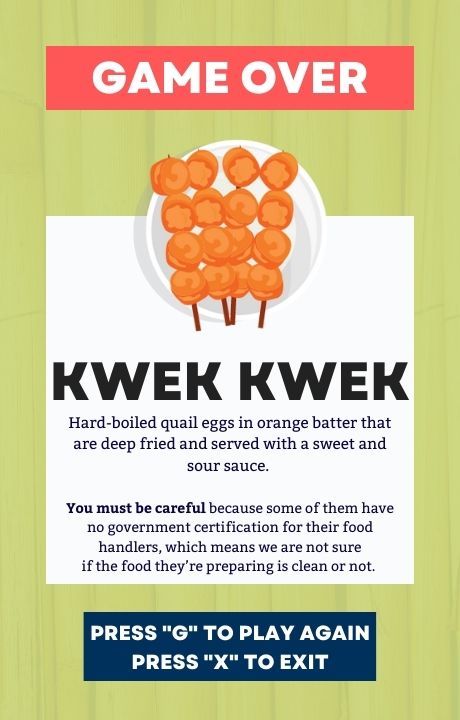 GAME OVER
KWEK KWEK
Hard-boiled quail eggs in orange batter that
are deep fried and served with a sweet and
sour sauce.
You must be careful because some of them have
no government certification for their food
handlers, which means we are not sure
if the food they’re preparing is clean or not.
PRESS "G" TO PLAY AGAIN
PRESS "X" TO EXIT